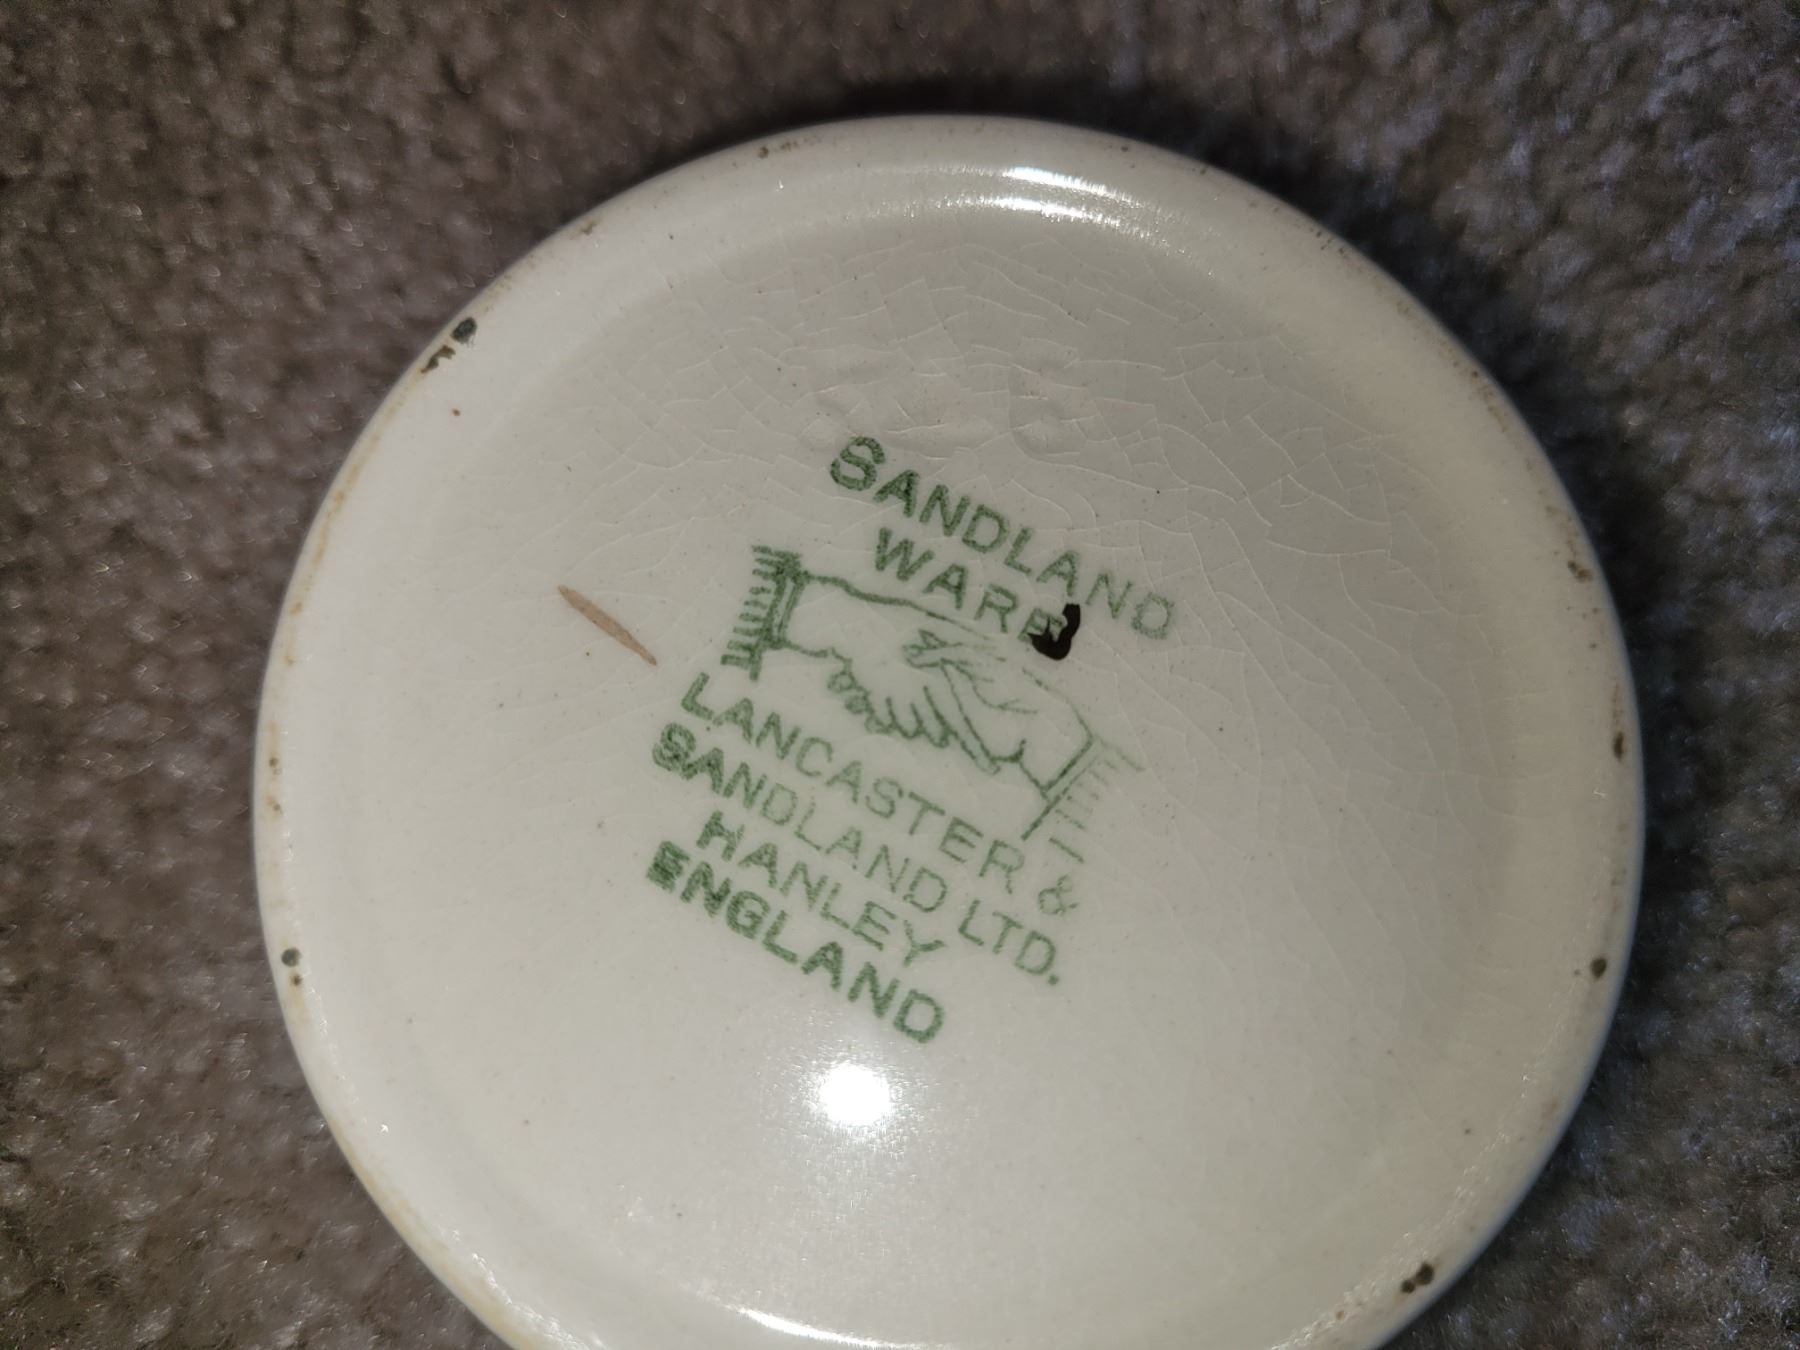 SANDLAND
WARE
LANCASTER &
SANDLAND LTD.
HANLEY
ENGLAND